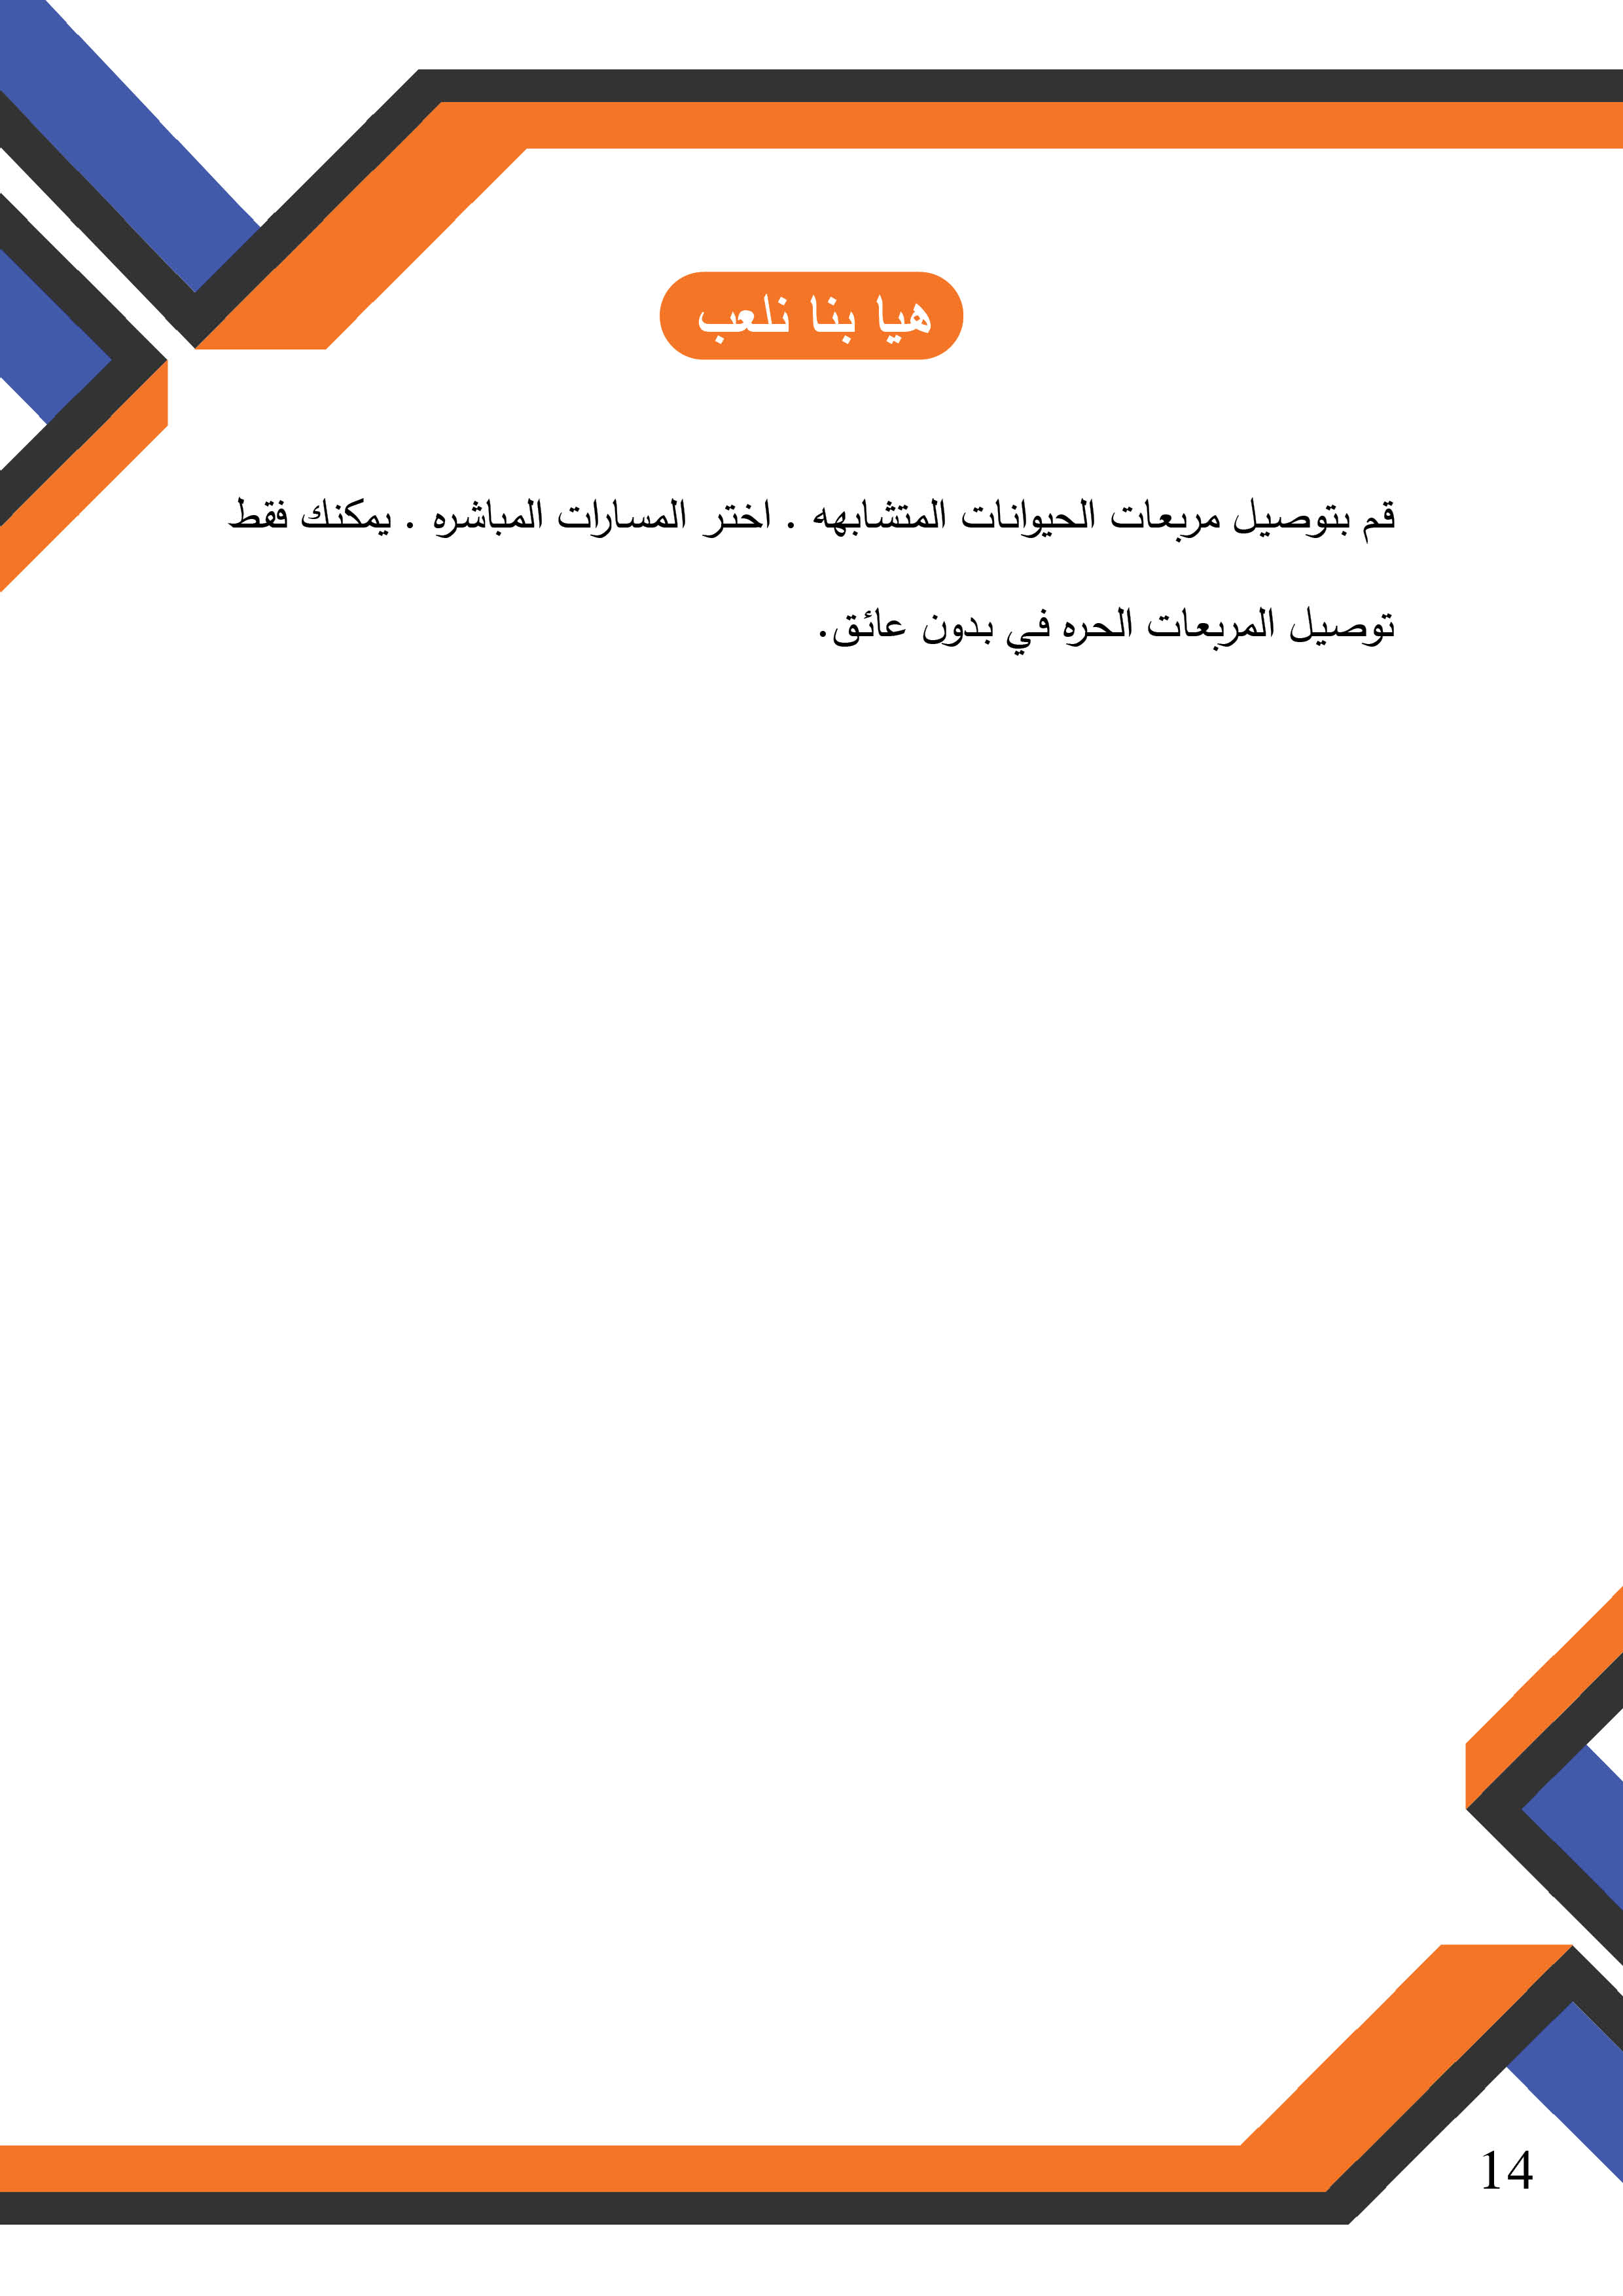 هيا بنا نلعب
قم بتوصيل مربعات الحيوانات المتشابهه . اختر المسارات المباشره . يمكنك فقط
توصيل المربعات الحره في بدون عائق.
14